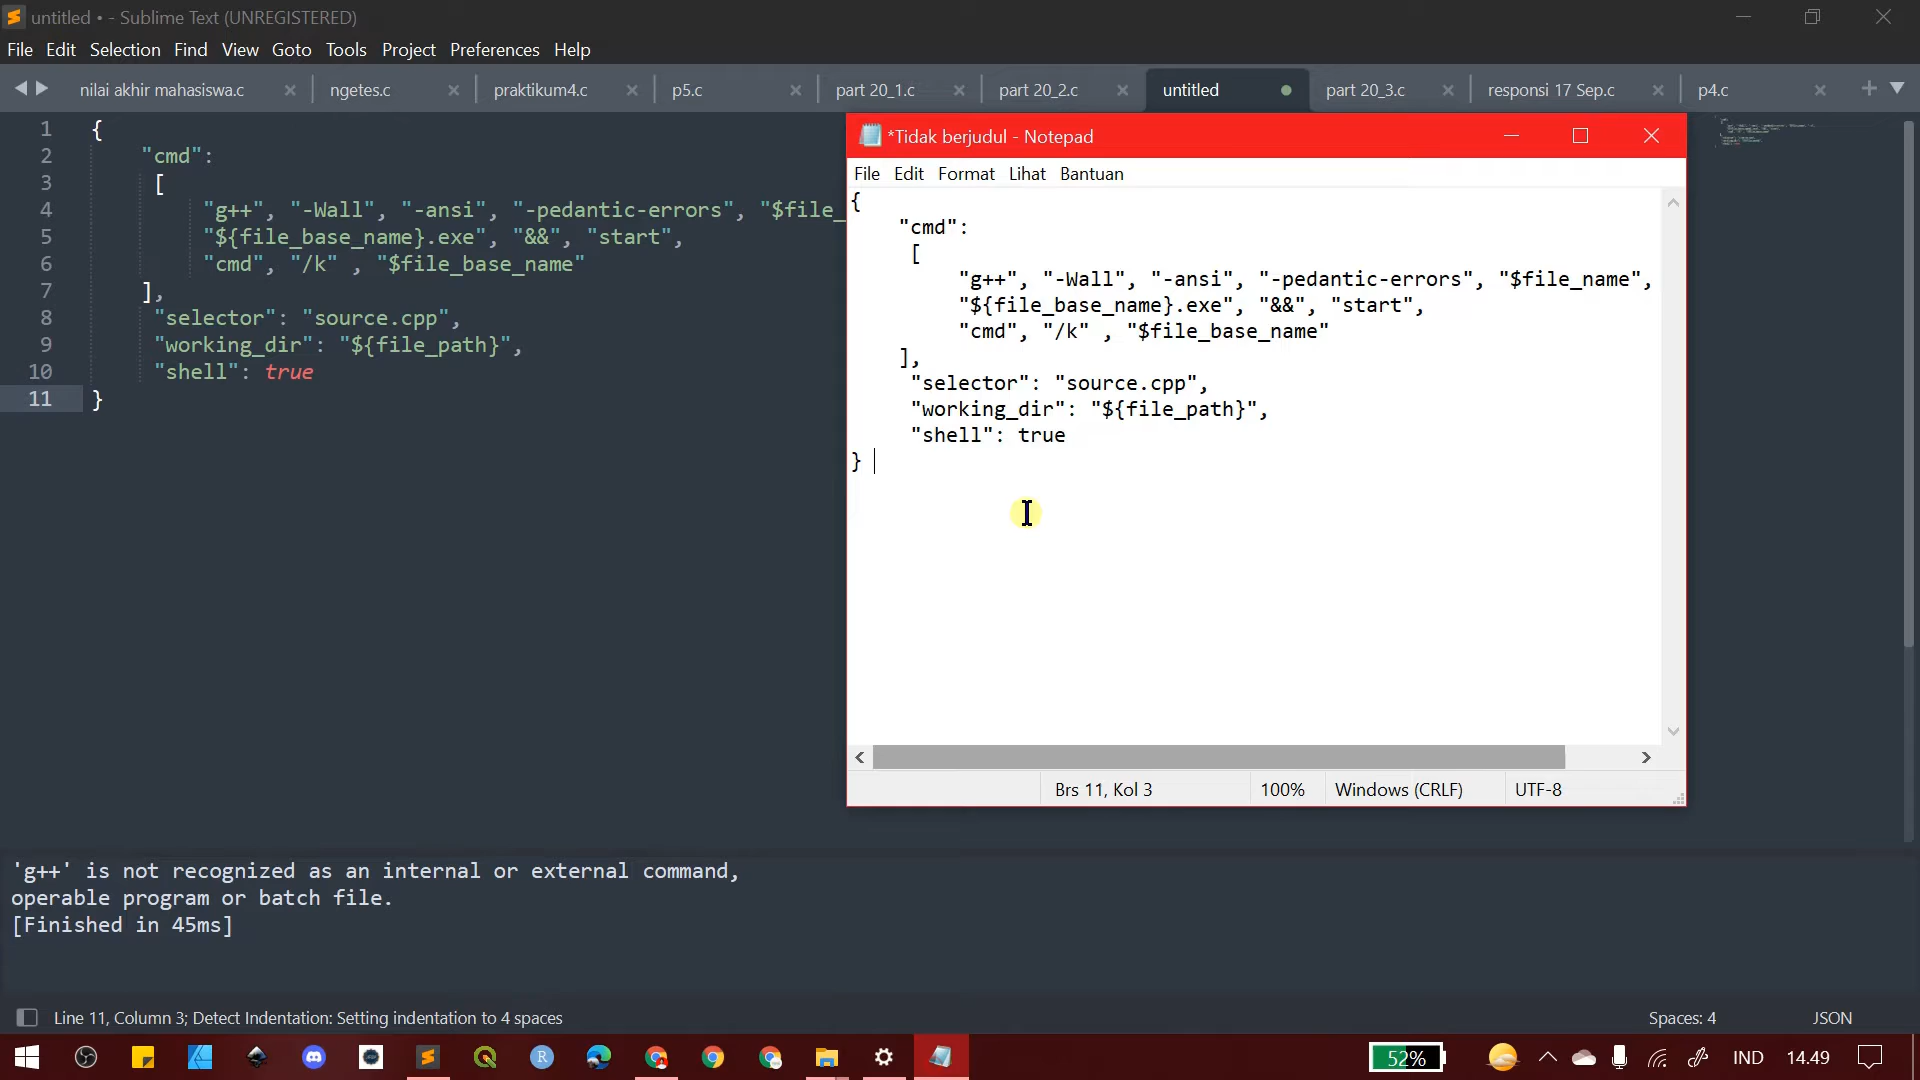 untitled • - Sublime Text (UNREGISTERED)
File Edit Selection Find View Goto Tools Project Preferences Help
nilai akhir mahasiswa.c ngetes.c praktikum4.c p5.c part 20_1.c part 20_2.c untitled part 20_3.c responsi 17 Sep.c p4.c
1 {
2 "cmd":
3 [
4 "g++", "-Wall", "-ansi", "-pedantic-errors", "$file_
5 "${file_base_name}.exe", "&&", "start",
6 "cmd", "/k" , "$file_base_name"
7 ],
8 "selector": "source.cpp",
9 "working_dir": "${file_path}",
10 "shell": true
11 }
*Tidak berjudul - Notepad
File Edit Format Lihat Bantuan
{
"cmd":
[
"g++", "-Wall", "-ansi", "-pedantic-errors", "$file_name",
"${file_base_name}.exe", "&&", "start",
"cmd", "/k" , "$file_base_name"
],
"selector": "source.cpp",
"working_dir": "${file_path}",
"shell": true
}
Brs 11, Kol 3 100% Windows (CRLF) UTF-8
'g++' is not recognized as an internal or external command,
operable program or batch file.
[Finished in 45ms]
Line 11, Column 3; Detect Indentation: Setting indentation to 4 spaces Spaces: 4 JSON
52% IND 14.49